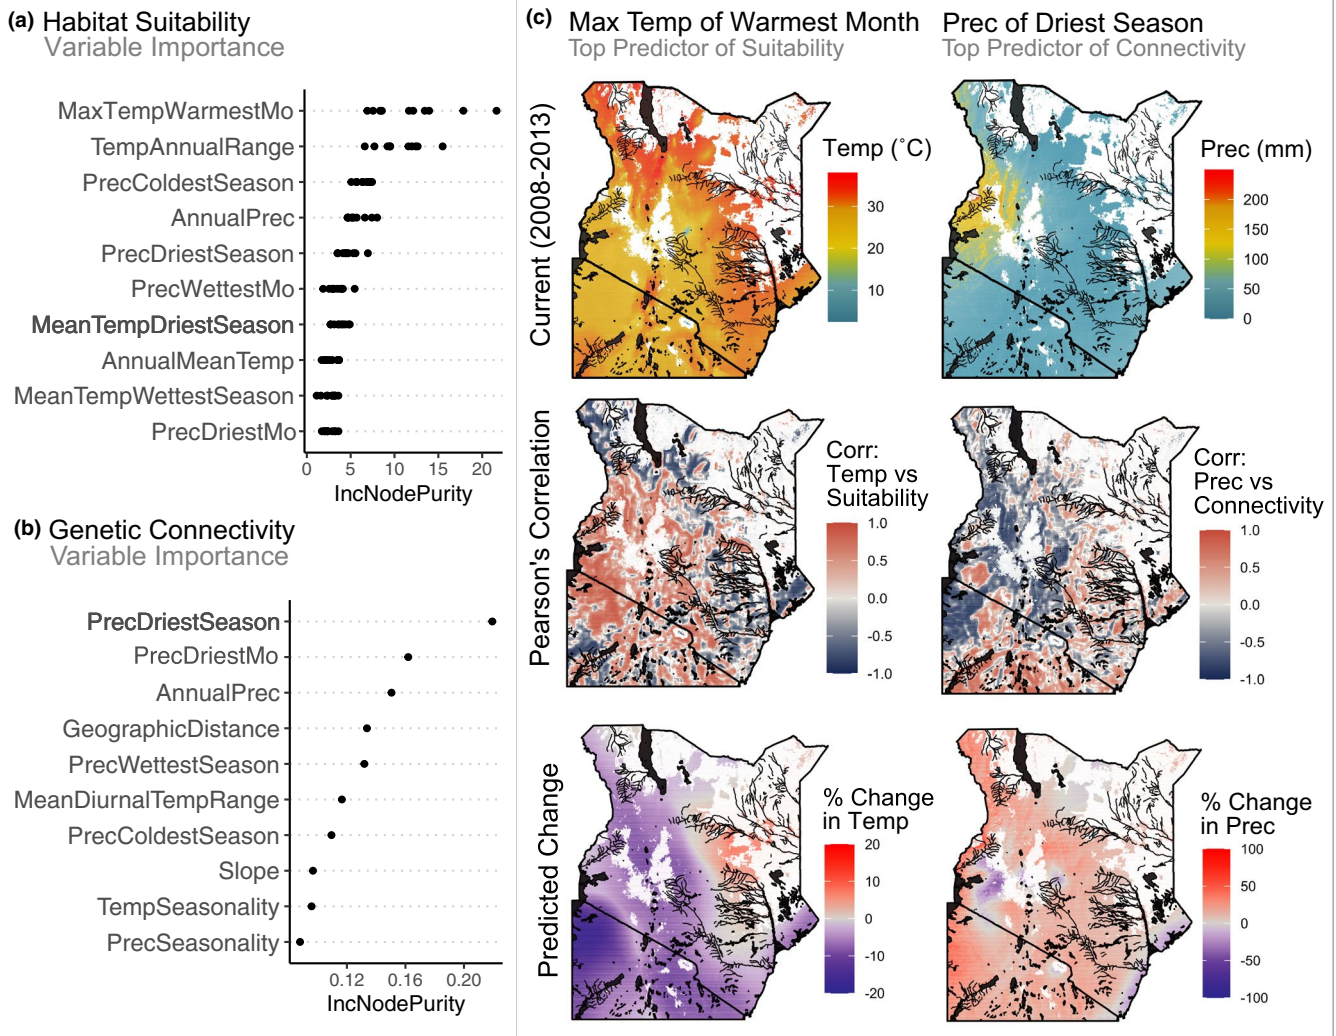 (a) Habitat Suitability
Variable Importance
MaxTempWarmestMo
TempAnnualRange
PrecColdestSeason
AnnualPrec
PrecDriestSeason
PrecWettestMo
MeanTempDriestSeason
AnnualMeanTemp
MeanTempWettestSeason
PrecDriestMo
0 5 10 15 20
IncNodePurity
(b) Genetic Connectivity
Variable Importance
PrecDriestSeason
PrecDriestMo
AnnualPrec
GeographicDistance
PrecWettestSeason
MeanDiurnalTempRange
PrecColdestSeason
Slope
TempSeasonality
PrecSeasonality
0.12 0.16 0.20
IncNodePurity
(c) Max Temp of Warmest Month
Top Predictor of Suitability
Prec of Driest Season
Top Predictor of Connectivity
Current (2008-2013)
Temp (˚C)
30
20
10
Prec (mm)
200
150
100
50
0
Pearson's Correlation
Corr:
Temp vs
Suitability
1.0
0.5
0.0
-0.5
-1.0
Corr:
Prec vs
Connectivity
1.0
0.5
0.0
-0.5
-1.0
Predicted Change
% Change
in Temp
20
10
0
-10
-20
% Change
in Prec
100
50
0
-50
-100